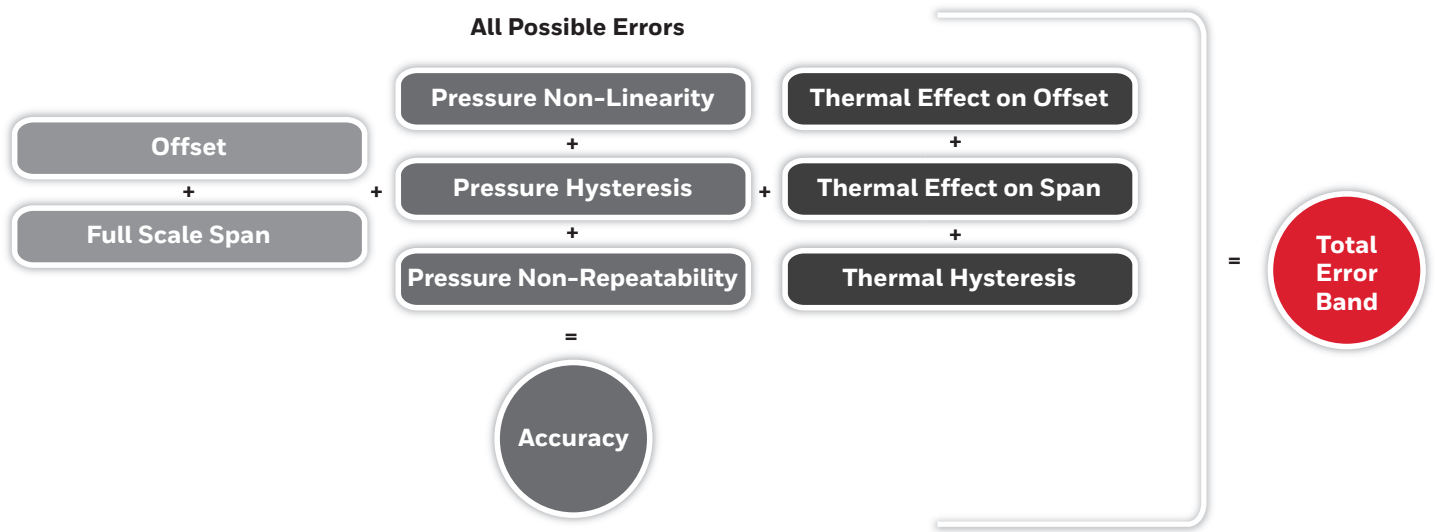 All Possible Errors
Offset
+
Full Scale Span
+
Pressure Non-Linearity
+
Pressure Hysteresis
+
Pressure Non-Repeatability
=
Accuracy
+
Thermal Effect on Offset
+
Thermal Effect on Span
+
Thermal Hysteresis
=
Total
Error
Band